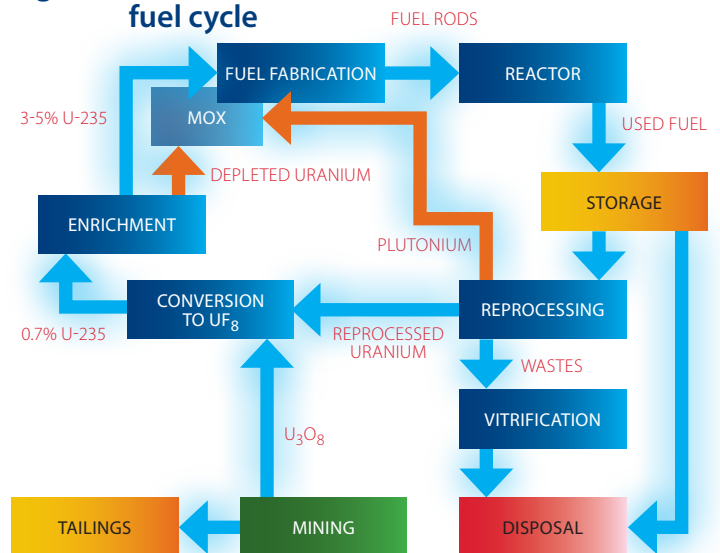 fuel cycle
FUEL RODS
FUEL FABRICATION
REACTOR
3-5% U-235
MOX
USED FUEL
DEPLETED URANIUM
STORAGE
ENRICHMENT
PLUTONIUM
CONVERSION
TO UF₈
REPROCESSING
0.7% U-235
REPROCESSED
URANIUM
WASTES
VITRIFICATION
U₃O₈
TAILINGS
MINING
DISPOSAL